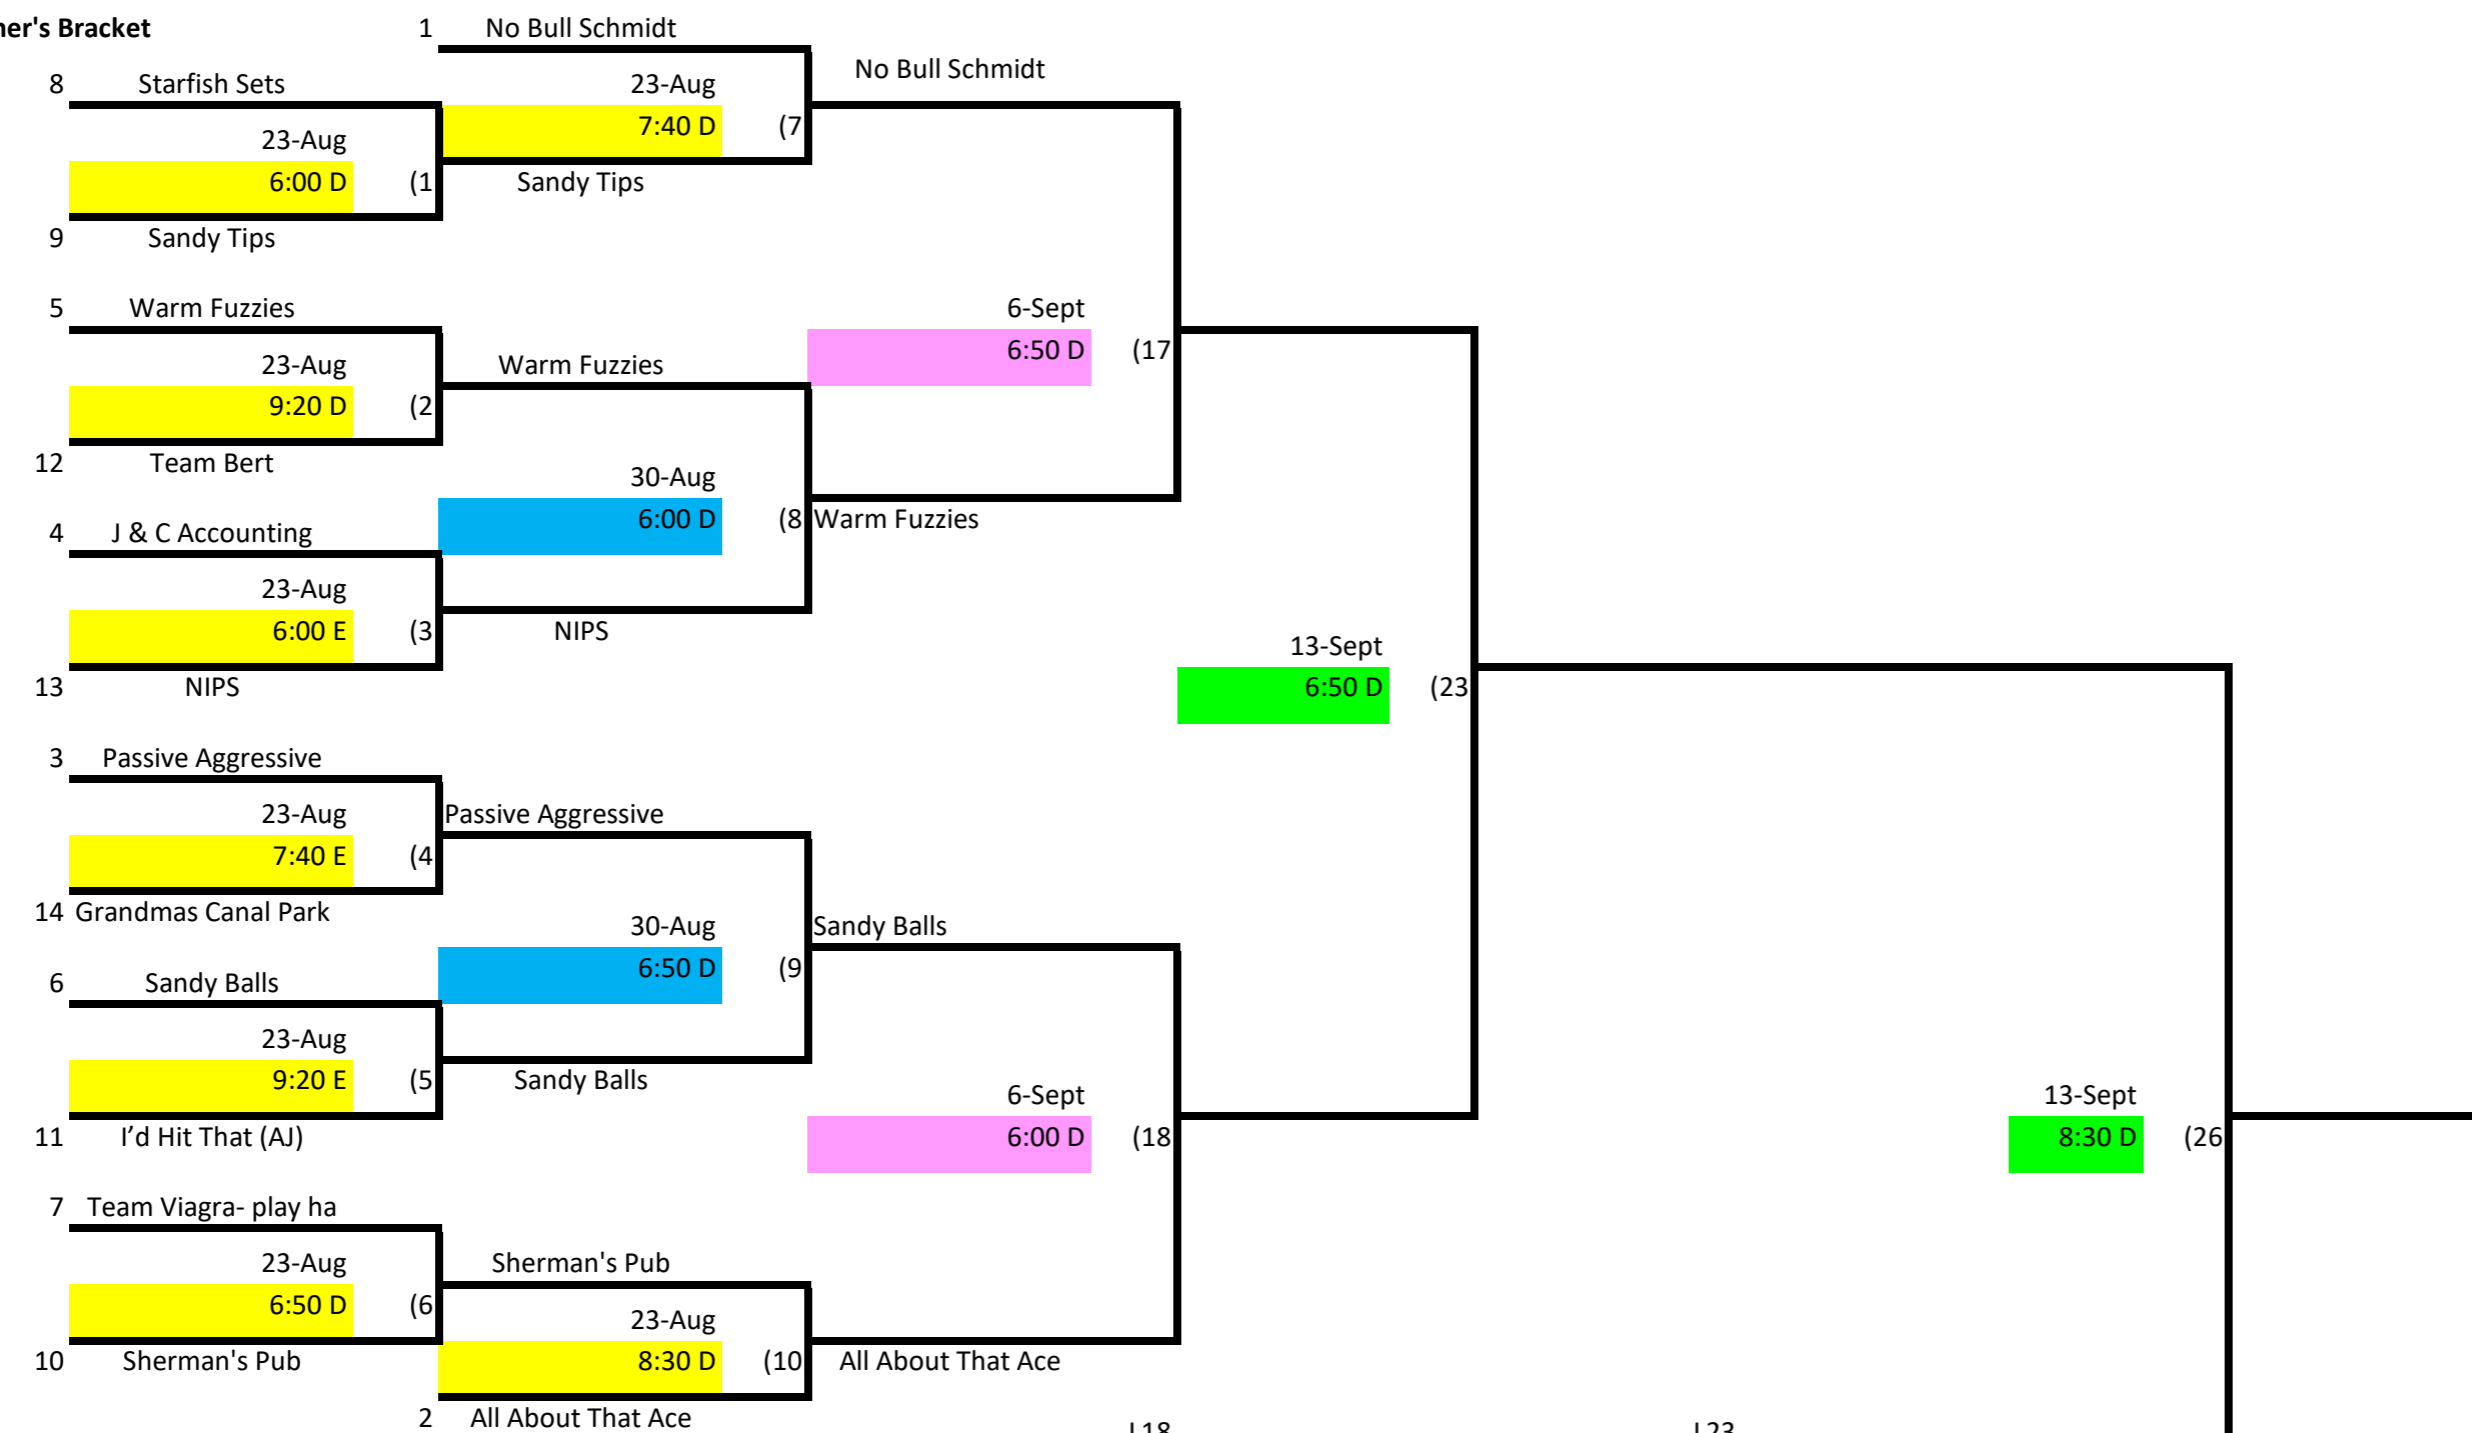 ner's Bracket
1 No Bull Schmidt
No Bull Schmidt
8 Starfish Sets
23-Aug
7:40 D (7
23-Aug
6:00 D (1
Sandy Tips
9 Sandy Tips
5 Warm Fuzzies
6-Sept
6:50 D (17
23-Aug
Warm Fuzzies
9:20 D (2
12 Team Bert
30-Aug
6:00 D (8
Warm Fuzzies
4 J & C Accounting
23-Aug
6:00 E (3
NIPS
13-Sept
6:50 D (23
13 NIPS
3 Passive Aggressive
23-Aug
Passive Aggressive
7:40 E (4
14 Grandmas Canal Park
30-Aug
Sandy Balls
6:50 D (9
6 Sandy Balls
23-Aug
9:20 E (5
Sandy Balls
6-Sept
13-Sept
11 I’d Hit That (AJ)
6:00 D (18
8:30 D (26
7 Team Viagra- play ha
23-Aug
Sherman's Pub
6:50 D (6
23-Aug
10 Sherman's Pub
8:30 D (10
All About That Ace
2 All About That Ace
L18
L23